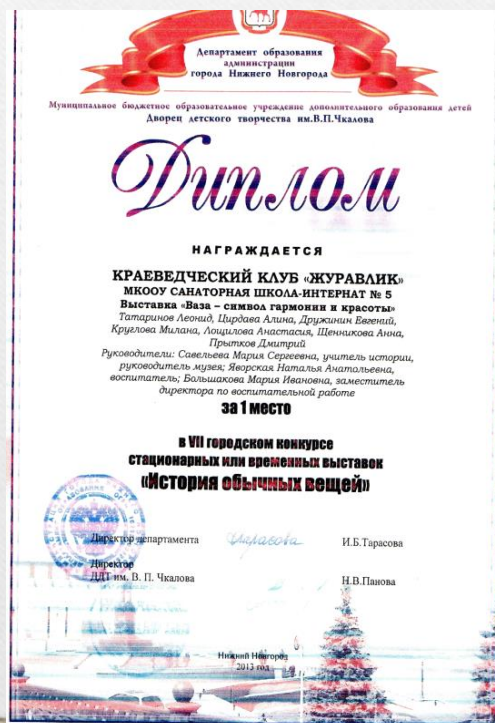 Департамент образования
администрации
города Нижнего Новгорода
Муниципальное бюджетное образовательное учреждение дополнительного образования детей
Дворец детского творчества им.В.П.Чкалова
Диплом
НАГРАЖДАЕТСЯ
КРАЕВЕДЧЕСКИЙ КЛУБ «ЖУРАВЛИК»
МКООУ САНАТОРНАЯ ШКОЛА-ИНТЕРНАТ № 5
Выставка «Ваза – символ гармонии и красоты»
Татаринов Леонид, Цирдава Алина, Дружинин Евгений,
Круглова Милана, Лощилова Анастасия, Щенникова Анна,
Прытков Дмитрий
Руководители: Савельева Мария Сергеевна, учитель истории,
руководитель музея; Яворская Наталья Анатольевна,
воспитатель; Большакова Мария Ивановна, заместитель
директора по воспитательной работе
за 1 место
в VII городском конкурсе
стационарных или временных выставок
«История обычных вещей»
Директор департамента И.Б.Тарасова
Директор
ДДТ им. В. П. Чкалова Н.В.Панова
Нижний Новгород
2013 год